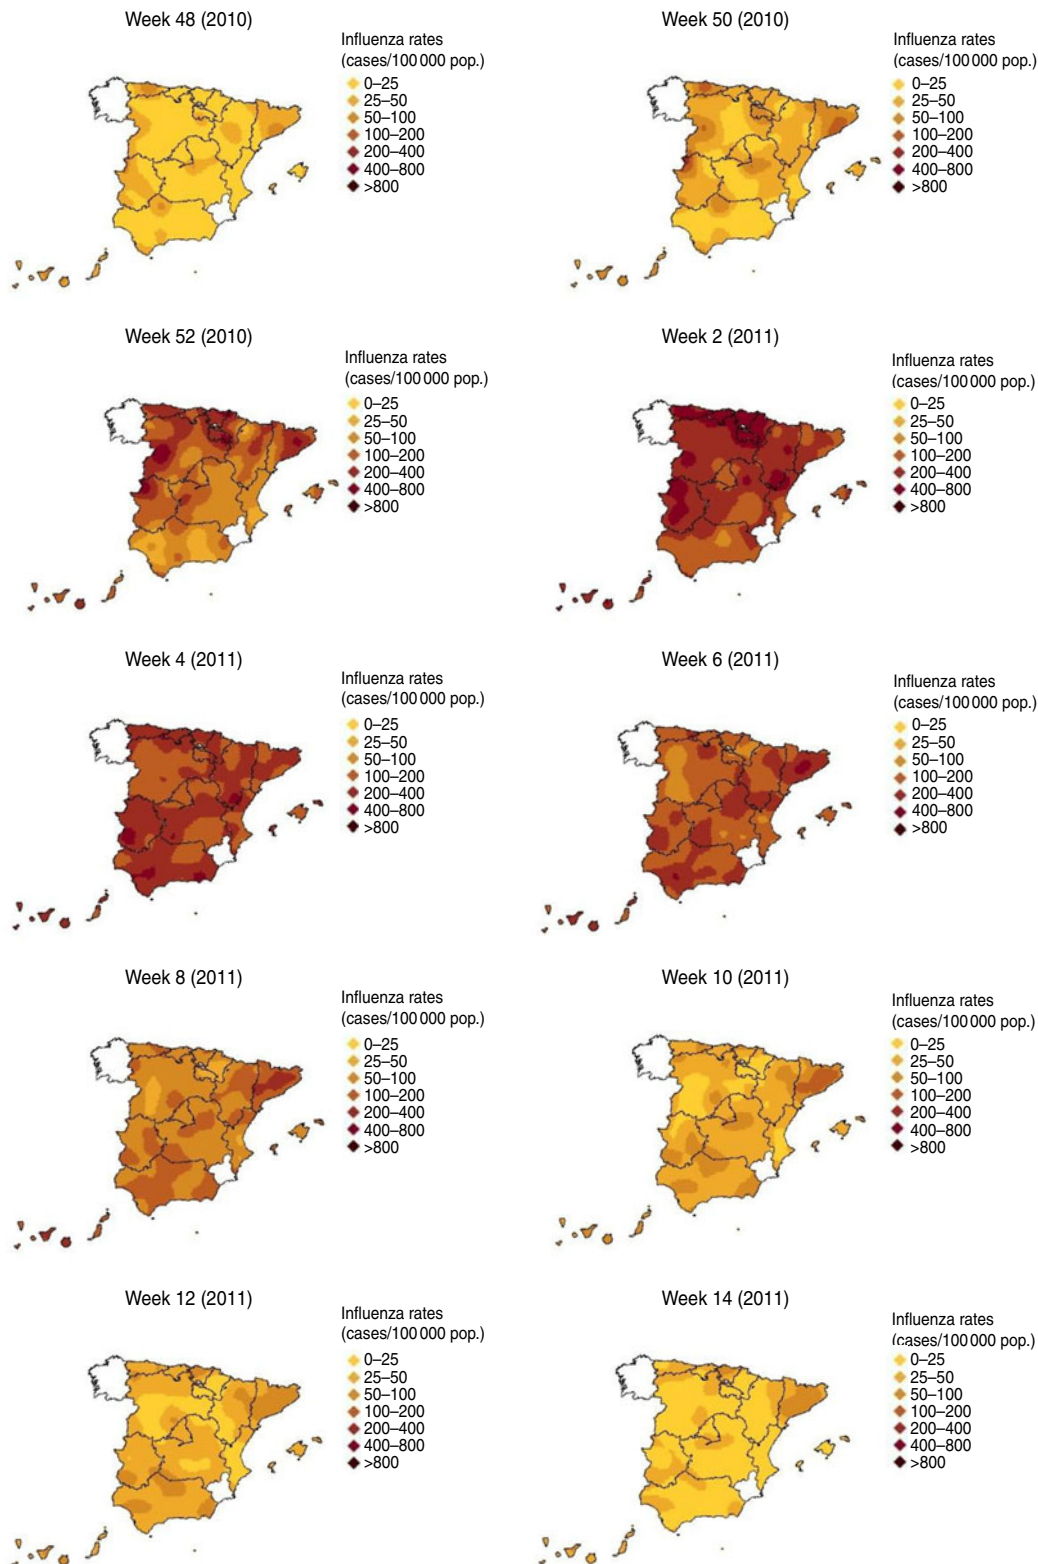 Week 48 (2010)
Influenza rates
(cases/100 000 pop.)
0–25
25–50
50–100
100–200
200–400
400–800
>800
Week 50 (2010)
Influenza rates
(cases/100 000 pop.)
0–25
25–50
50–100
100–200
200–400
400–800
>800
Week 52 (2010)
Influenza rates
(cases/100 000 pop.)
0–25
25–50
50–100
100–200
200–400
400–800
>800
Week 2 (2011)
Influenza rates
(cases/100 000 pop.)
0–25
25–50
50–100
100–200
200–400
400–800
>800
Week 4 (2011)
Influenza rates
(cases/100 000 pop.)
0–25
25–50
50–100
100–200
200–400
400–800
>800
Week 6 (2011)
Influenza rates
(cases/100 000 pop.)
0–25
25–50
50–100
100–200
200–400
400–800
>800
Week 8 (2011)
Influenza rates
(cases/100 000 pop.)
0–25
25–50
50–100
100–200
200–400
400–800
>800
Week 10 (2011)
Influenza rates
(cases/100 000 pop.)
0–25
25–50
50–100
100–200
200–400
400–800
>800
Week 12 (2011)
Influenza rates
(cases/100 000 pop.)
0–25
25–50
50–100
100–200
200–400
400–800
>800
Week 14 (2011)
Influenza rates
(cases/100 000 pop.)
0–25
25–50
50–100
100–200
200–400
400–800
>800